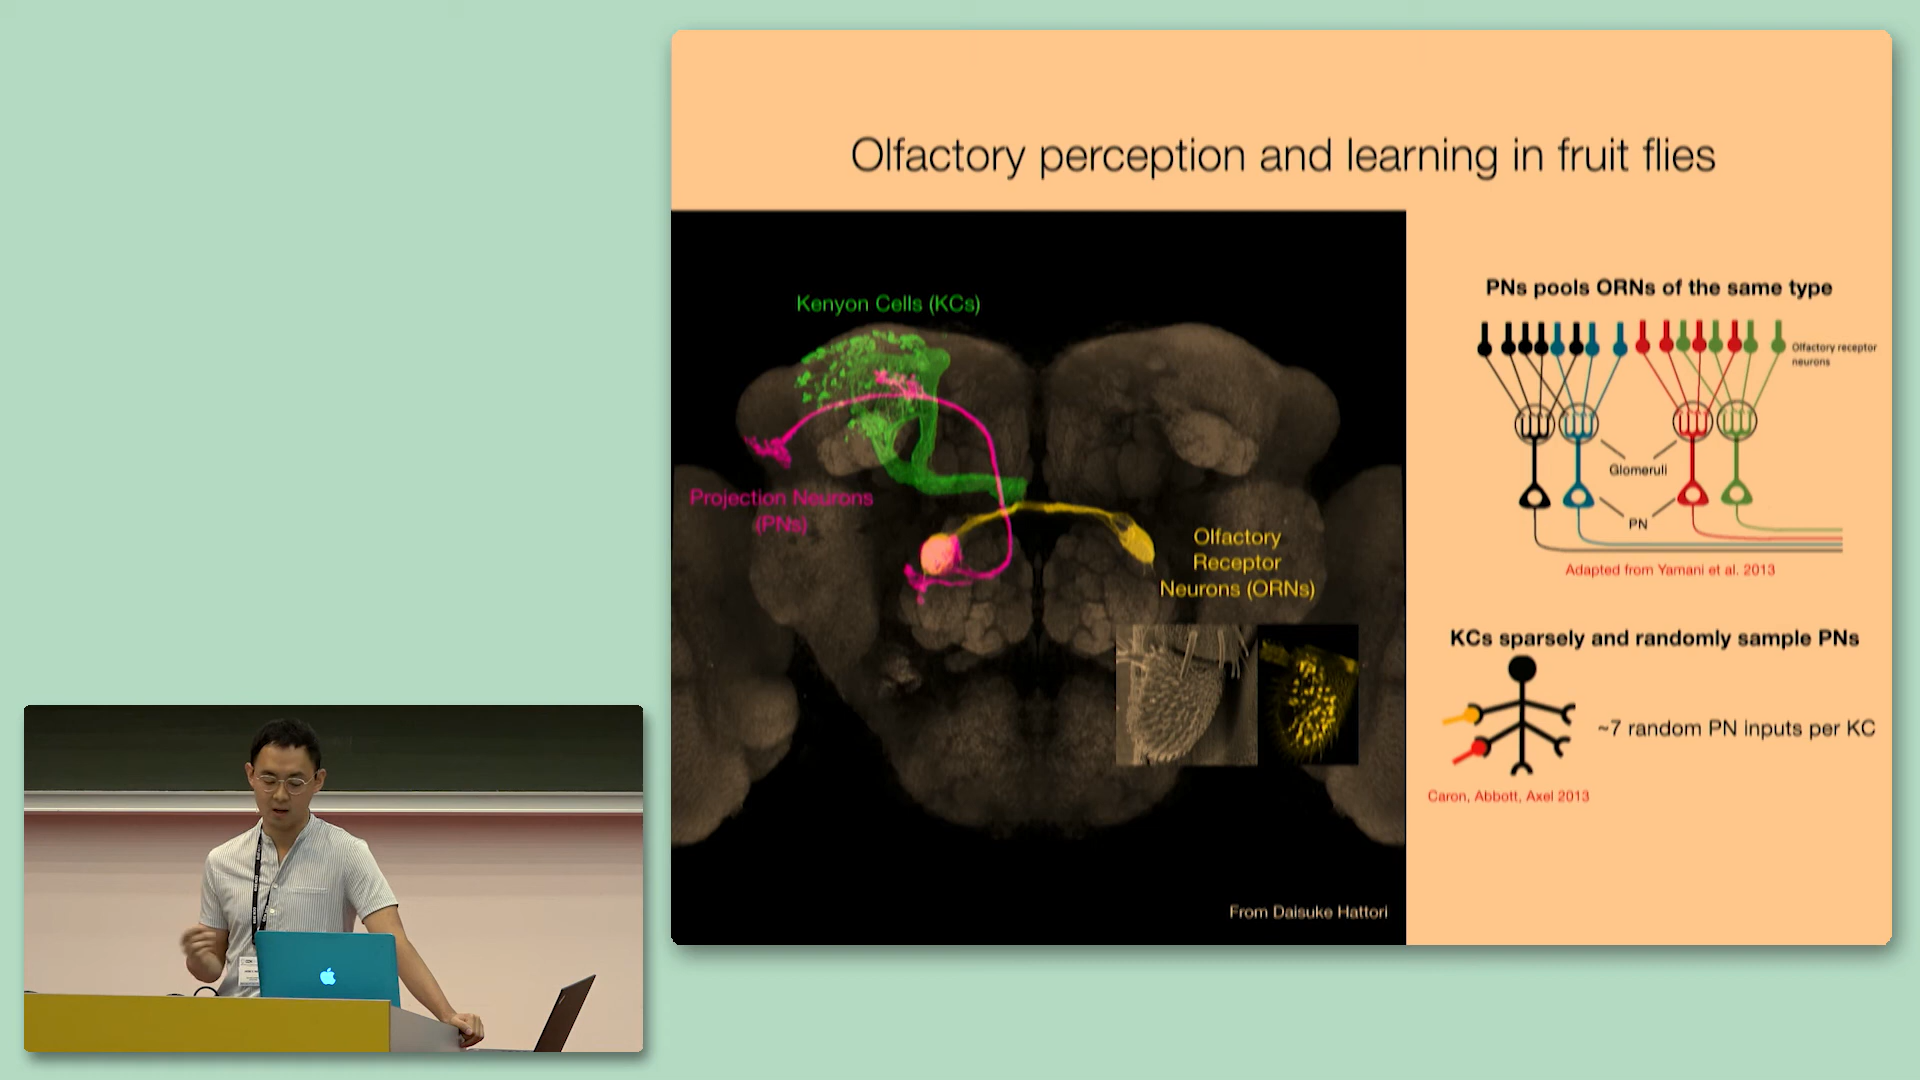 Olfactory perception and learning in fruit flies
Kenyon Cells (KCs)
Projection Neurons
(PNs)
Olfactory
Receptor
Neurons (ORNs)
From Daisuke Hattori
PNs pools ORNs of the same type
Olfactory receptor
neurons
Glomeruli
PN
Adapted from Yamani et al. 2013
KCs sparsely and randomly sample PNs
~7 random PN inputs per KC
Caron, Abbott, Axel 2013